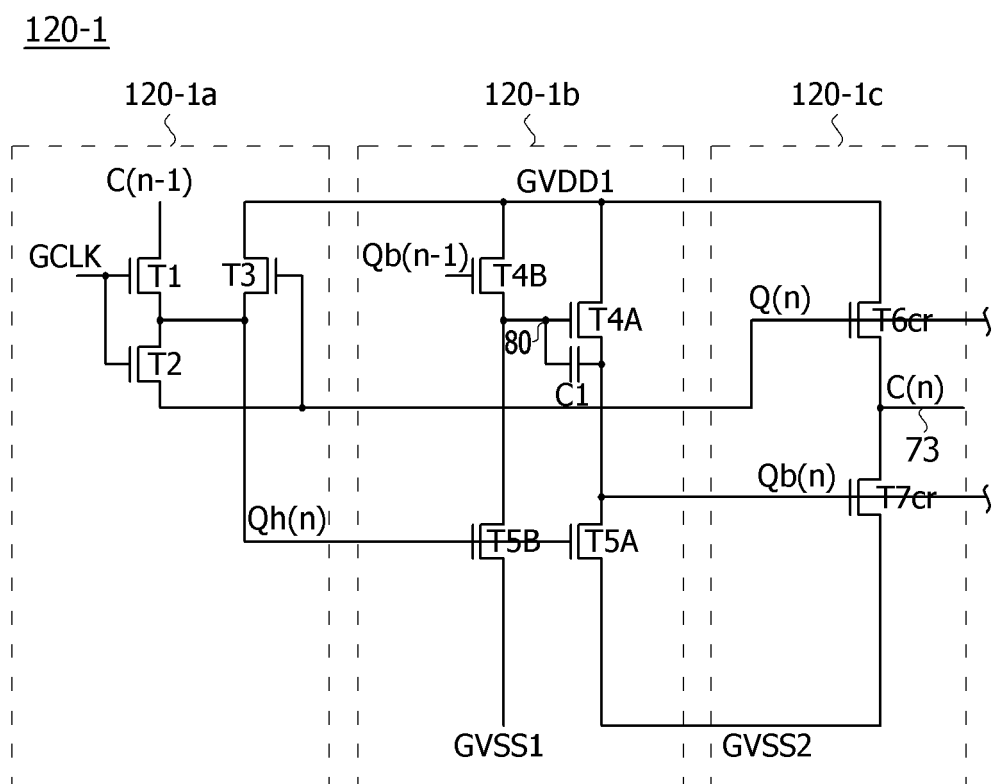 120-1
120-1a
120-1b
120-1c
C(n-1)
GVDD1
GCLK
T1
T3
Qb(n-1)
T4B
Q(n)
T4A
T6cr
80
T2
C1
C(n)
73
Qb(n)
T7cr
Qh(n)
T5B
T5A
GVSS1
GVSS2